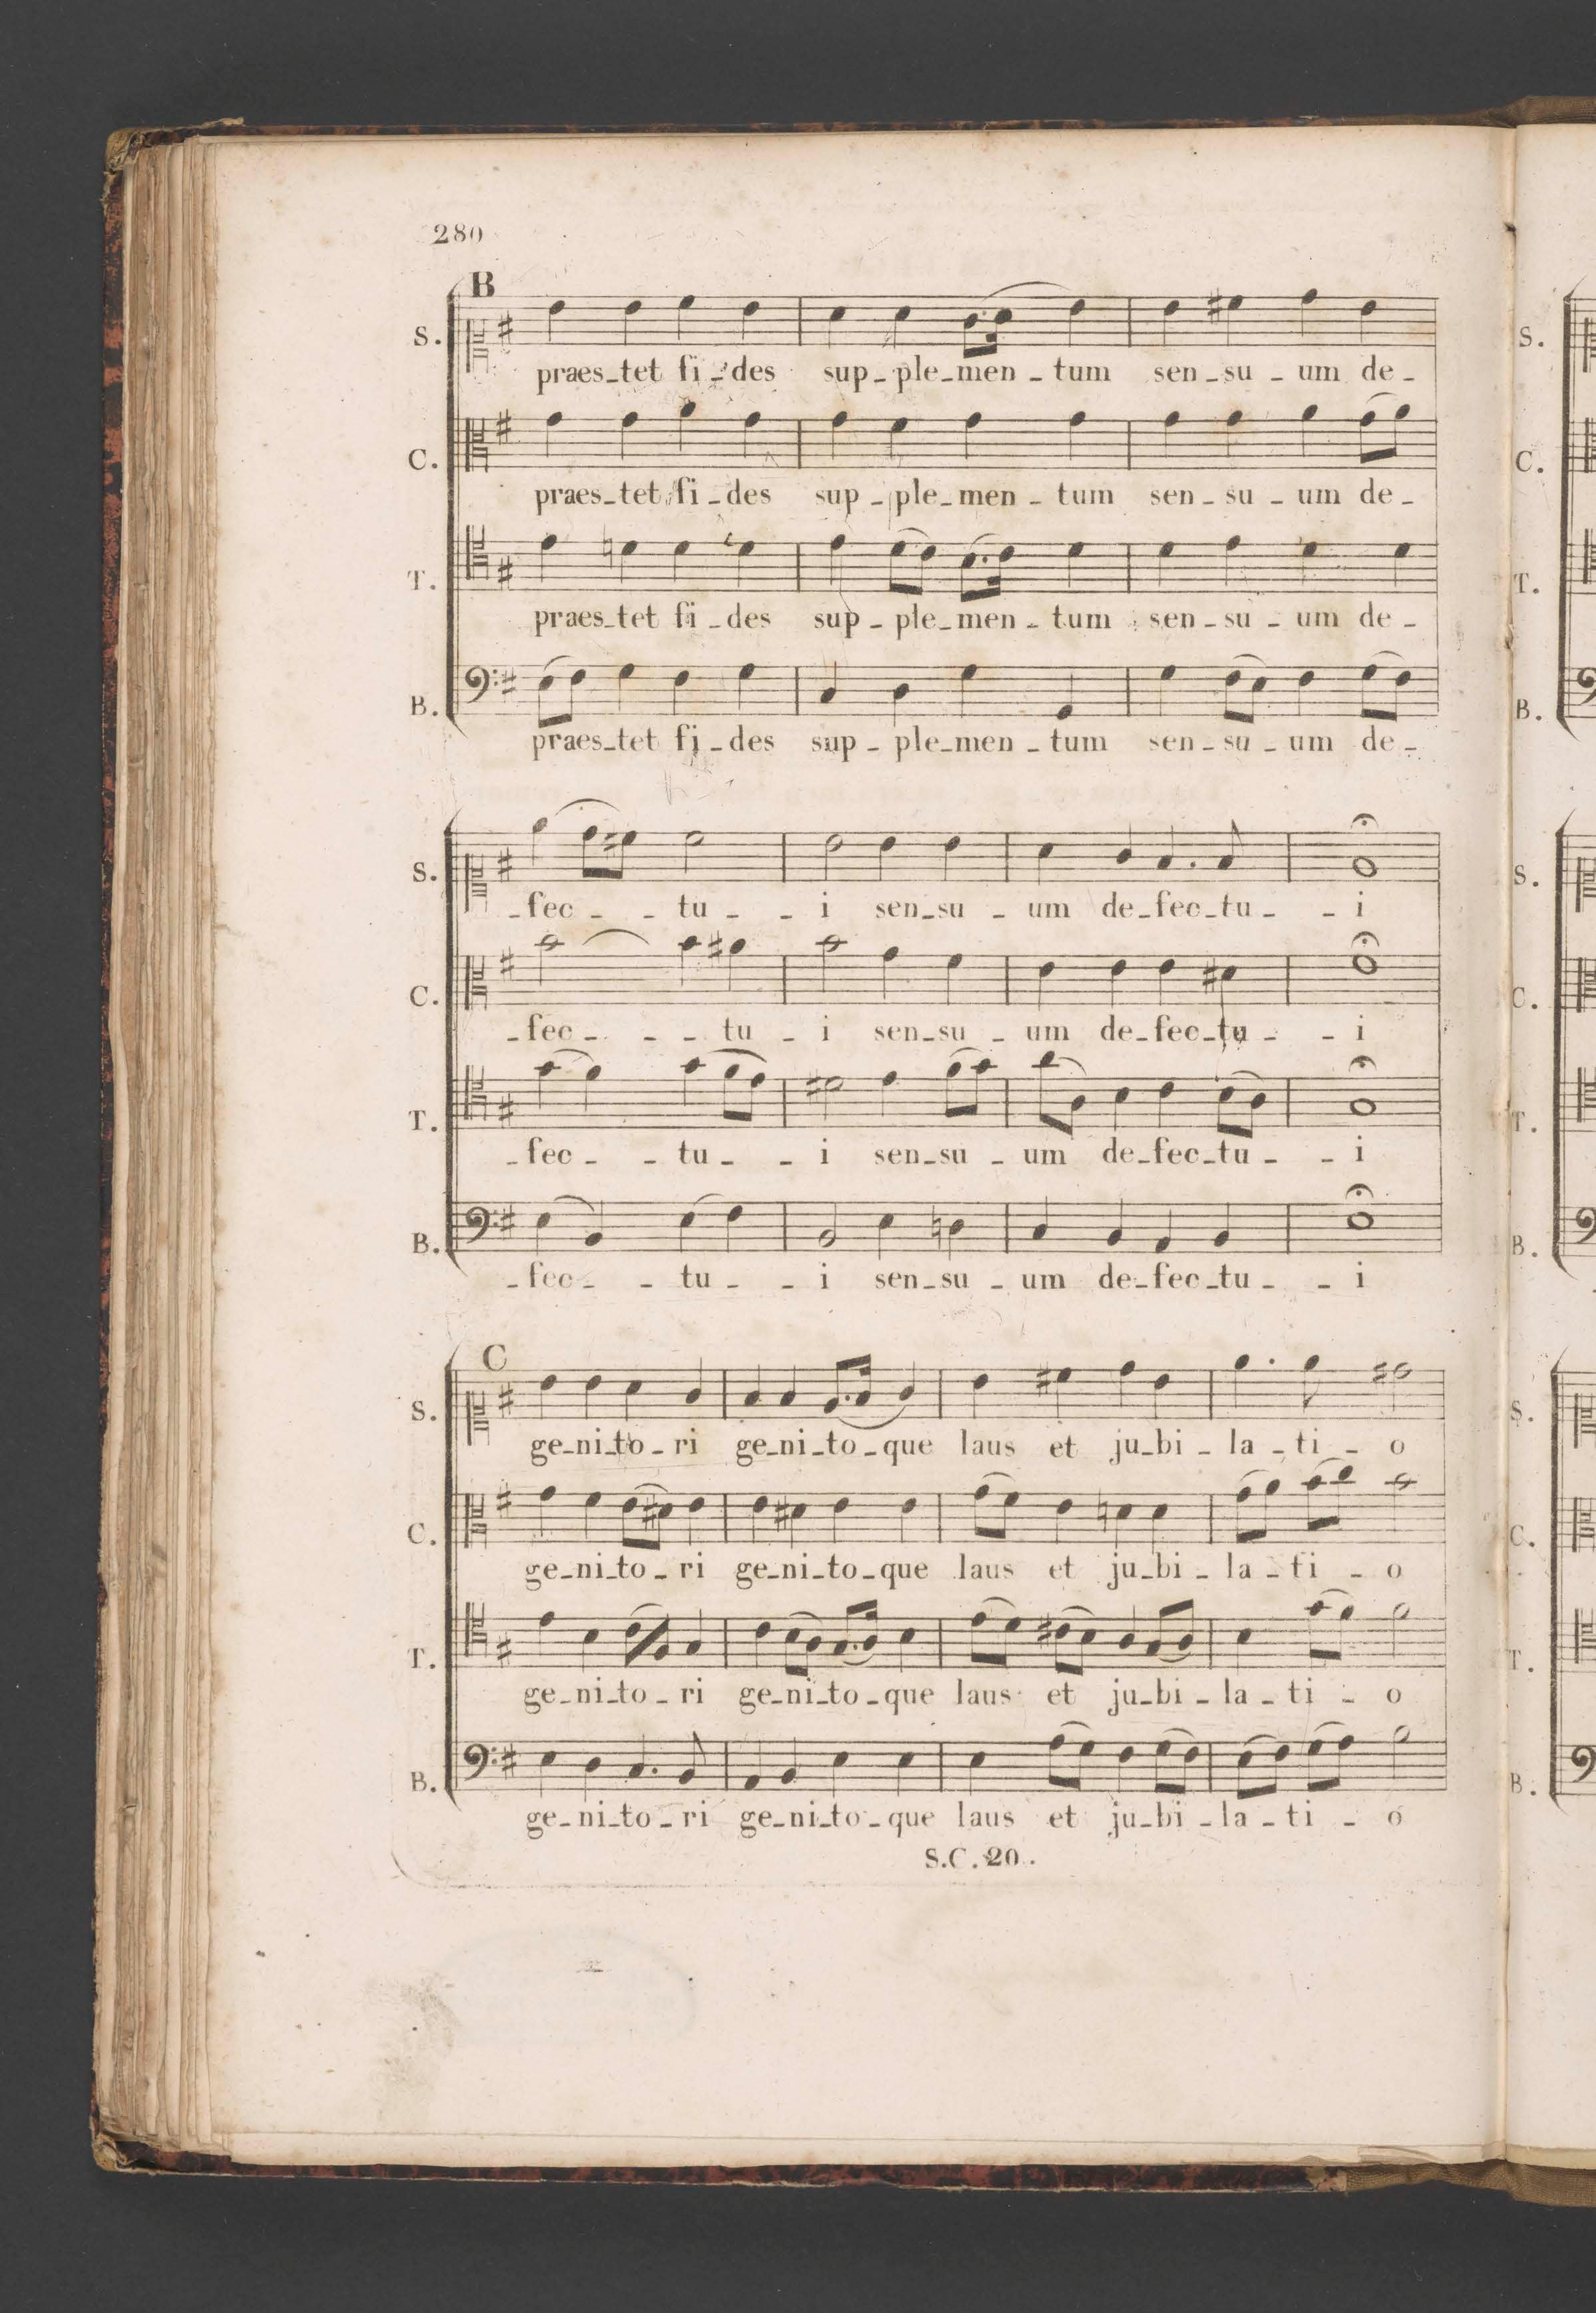 280
B
S.
praes_tet fi_des sup_ple_men_tum sen_su_um de_
C.
praes_tet fi_des sup_ple_men_tum sen_su_um de_
T.
praes_tet fi_des sup_ple_men_tum sen_su_um de_
B.
praes_tet fi_des sup_ple_men_tum sen_su_um de_
S.
_fec_ _tu_ _i sen_su_um de_fec_tu_ _i
C.
_fec_ _ _tu_i sen_su_um de_fec_tu_ _i
T.
_fec_ _tu_ _i sen_su_um de_fec_tu_ _i
B.
_fec_ _tu_ _i sen_su_um de_fec_tu_ _i
C
S.
ge_ni_to_ri ge_ni_to_que laus et ju_bi_la_ti_o
C.
ge_ni_to_ri ge_ni_to_que laus et ju_bi_la_ti_o
T.
ge_ni_to_ri ge_ni_to_que laus et ju_bi_la_ti_o
B.
ge_ni_to_ri ge_ni_to_que laus et ju_bi_la_ti_o
S.C. 20.
S.
C.
T.
B.
S.
C.
T.
B.
S.
C.
T.
B.